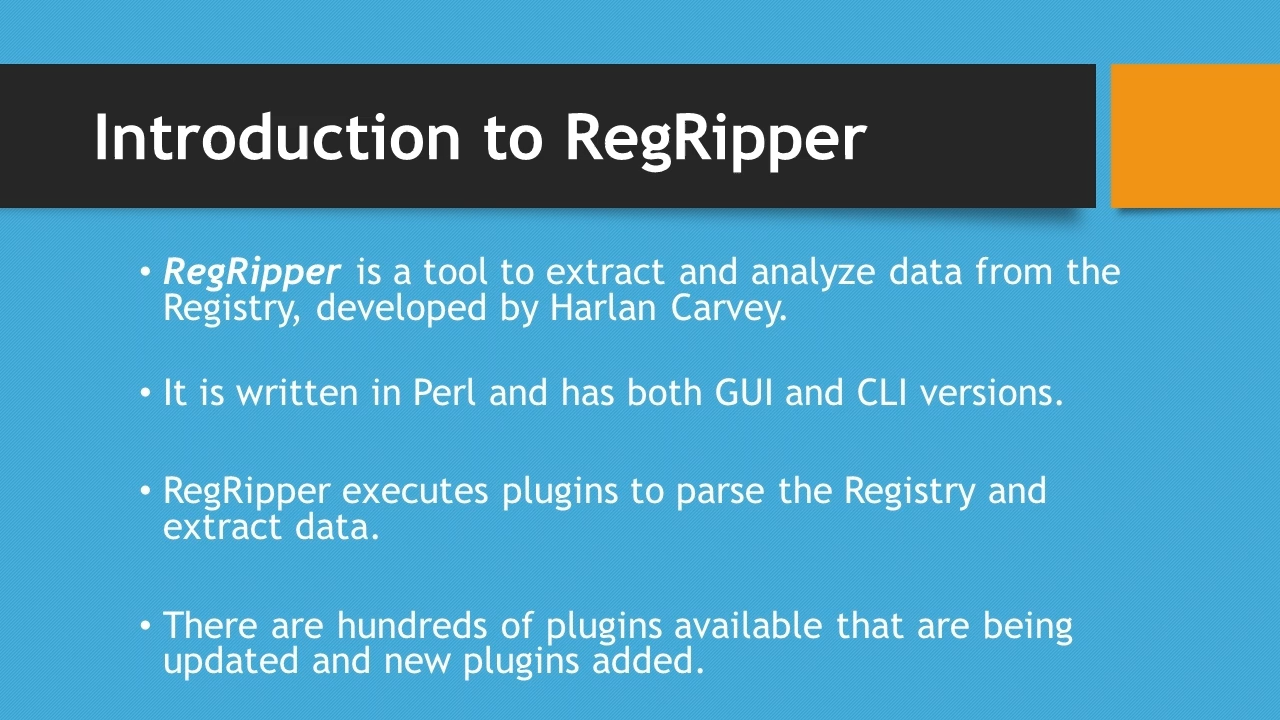 Introduction to RegRipper
• RegRipper is a tool to extract and analyze data from the
Registry, developed by Harlan Carvey.
• It is written in Perl and has both GUI and CLI versions.
• RegRipper executes plugins to parse the Registry and
extract data.
• There are hundreds of plugins available that are being
updated and new plugins added.